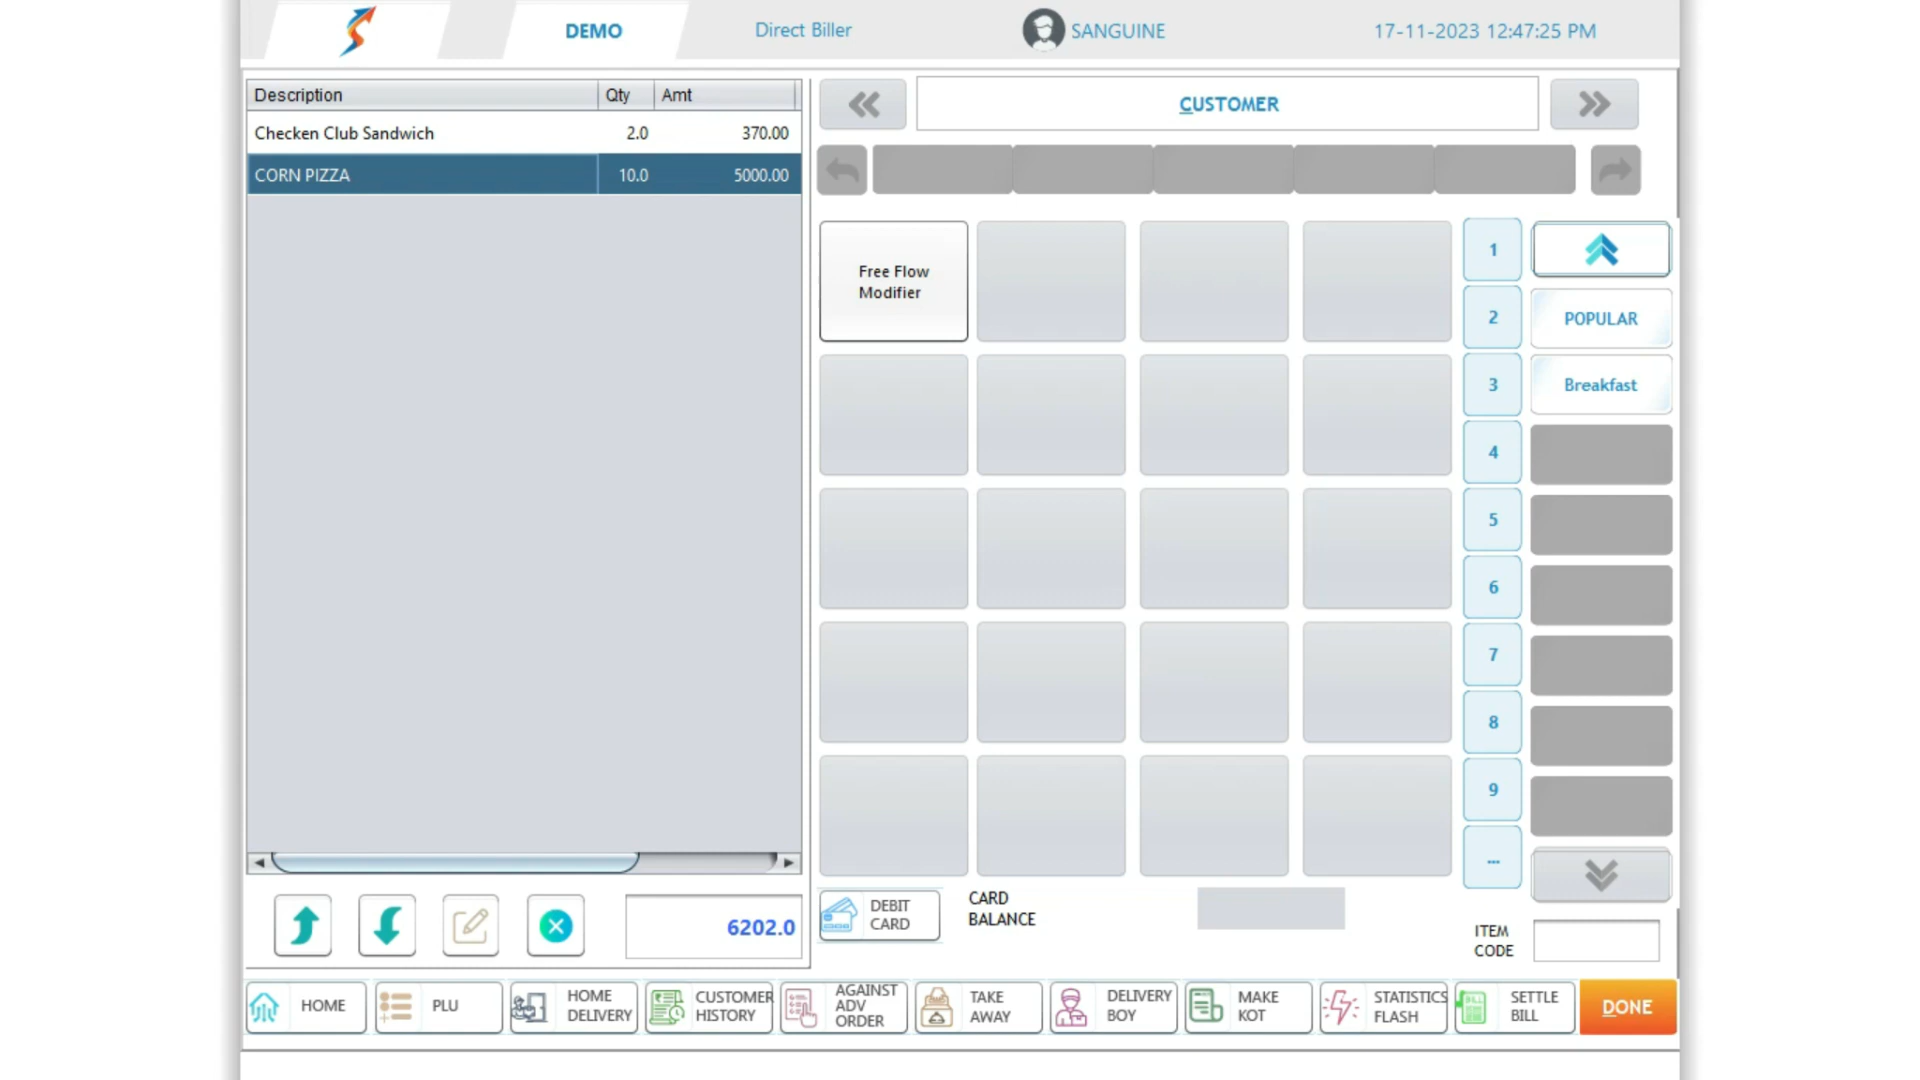 DEMO
Direct Biller
SANGUINE
17-11-2023 12:47:25 PM
Description Qty Amt
Checken Club Sandwich 2.0 370.00
CORN PIZZA 10.0 5000.00
CUSTOMER
Free Flow
Modifier
1
2
3
4
5
6
7
8
9
...
POPULAR
Breakfast
6202.0
DEBIT
CARD
CARD
BALANCE
ITEM
CODE
HOME
PLU
HOME
DELIVERY
CUSTOMER
HISTORY
AGAINST
ADV
ORDER
TAKE
AWAY
DELIVERY
BOY
MAKE
KOT
STATISTICS
FLASH
SETTLE
BILL
DONE